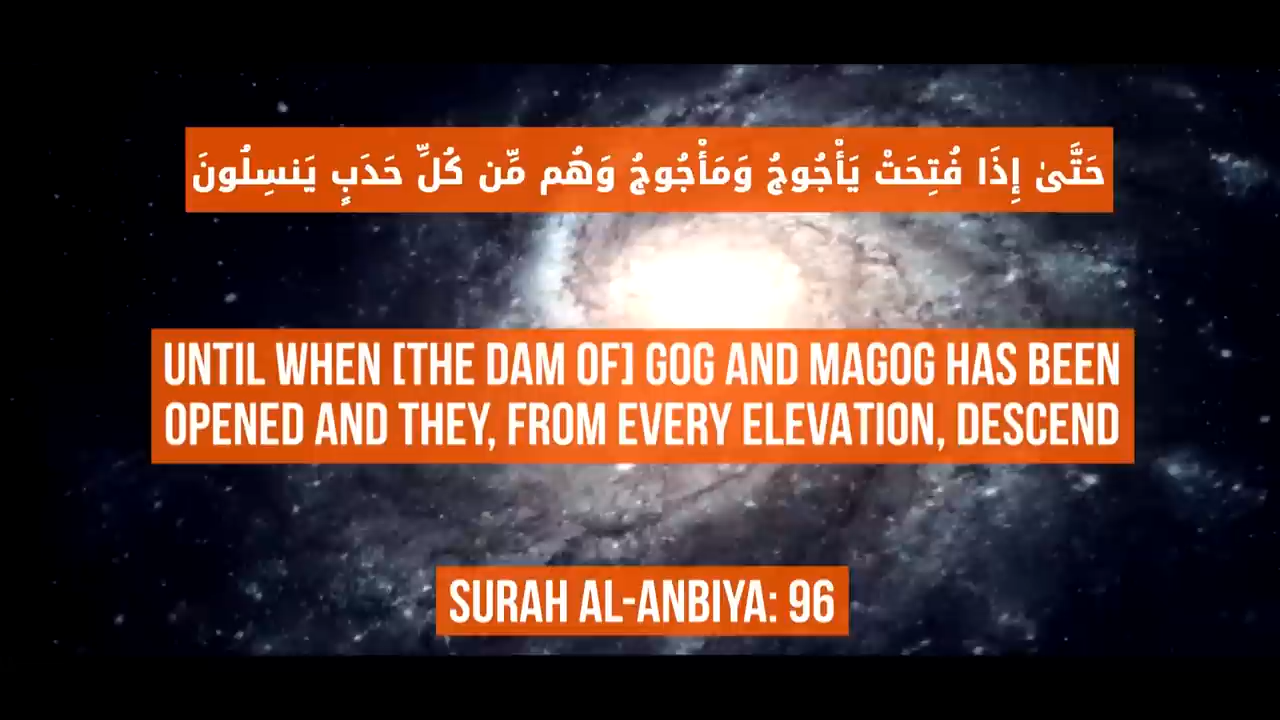 حَتَّىٰ إِذَا فُتِحَتْ يَأْجُوجُ وَمَأْجُوجُ وَهُم مِّن كُلِّ حَدَبٍ يَنسِلُونَ
UNTIL WHEN [THE DAM OF] GOG AND MAGOG HAS BEEN
OPENED AND THEY, FROM EVERY ELEVATION, DESCEND
SURAH AL-ANBIYA: 96